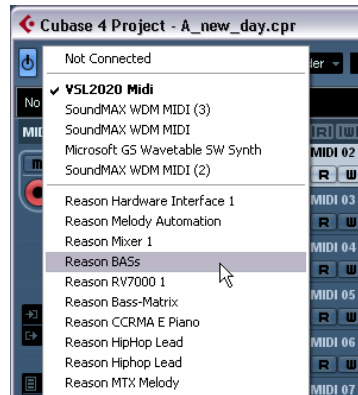 Cubase 4 Project - A_new_day.cpr
Not Connected
der
VSL2020 Midi
No
SoundMAX WDM MIDI (3)
SoundMAX WDM MIDI
MI
Microsoft GS Wavetable SW Synth
MIDI 02
SoundMAX WDM MIDI (2)
m
R W
Reason Hardware Interface 1
MIDI 03
Reason Melody Automation
R W
Reason Mixer 1
MIDI 04
Reason BASs
R W
Reason RV7000 1
MIDI 05
Reason Bass-Matrix
R W
Reason CCRMA E Piano
MIDI 06
Reason HipHop Lead
R W
Reason Hiphop Lead
Reason MTX Melody
MIDI 07